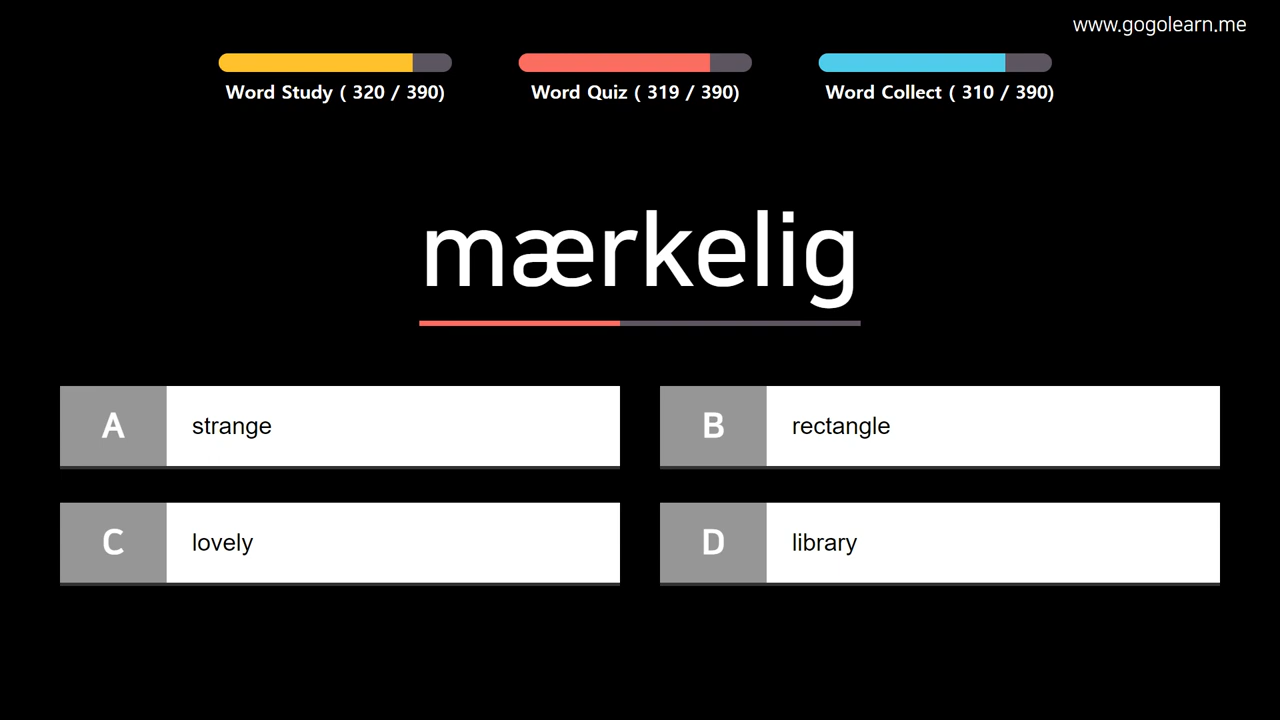 www.gogolearn.me
Word Study ( 320 / 390)
Word Quiz ( 319 / 390)
Word Collect ( 310 / 390)
mærkelig
A strange
B rectangle
C lovely
D library